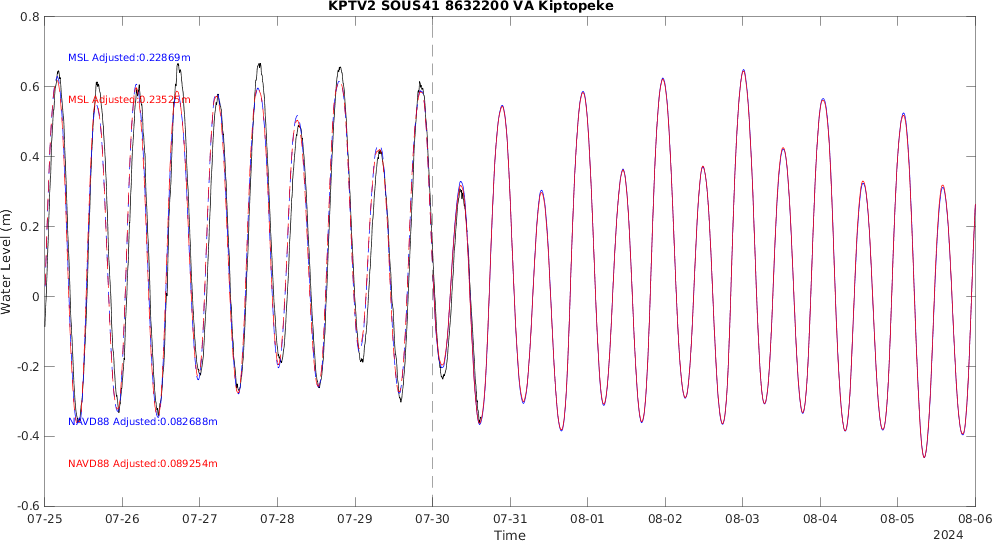 KPTV2 SOUS41 8632200 VA Kiptopeke
0.8
MSL Adjusted:0.22869m
0.6
MSL Adjusted:0.23525m
0.4
0.2
Water Level (m)
0
-0.2
NAVD88 Adjusted:0.082688m
-0.4
NAVD88 Adjusted:0.089254m
-0.6
07-25 07-26 07-27 07-28 07-29 07-30 07-31 08-01 08-02 08-03 08-04 08-05 08-06
Time
2024